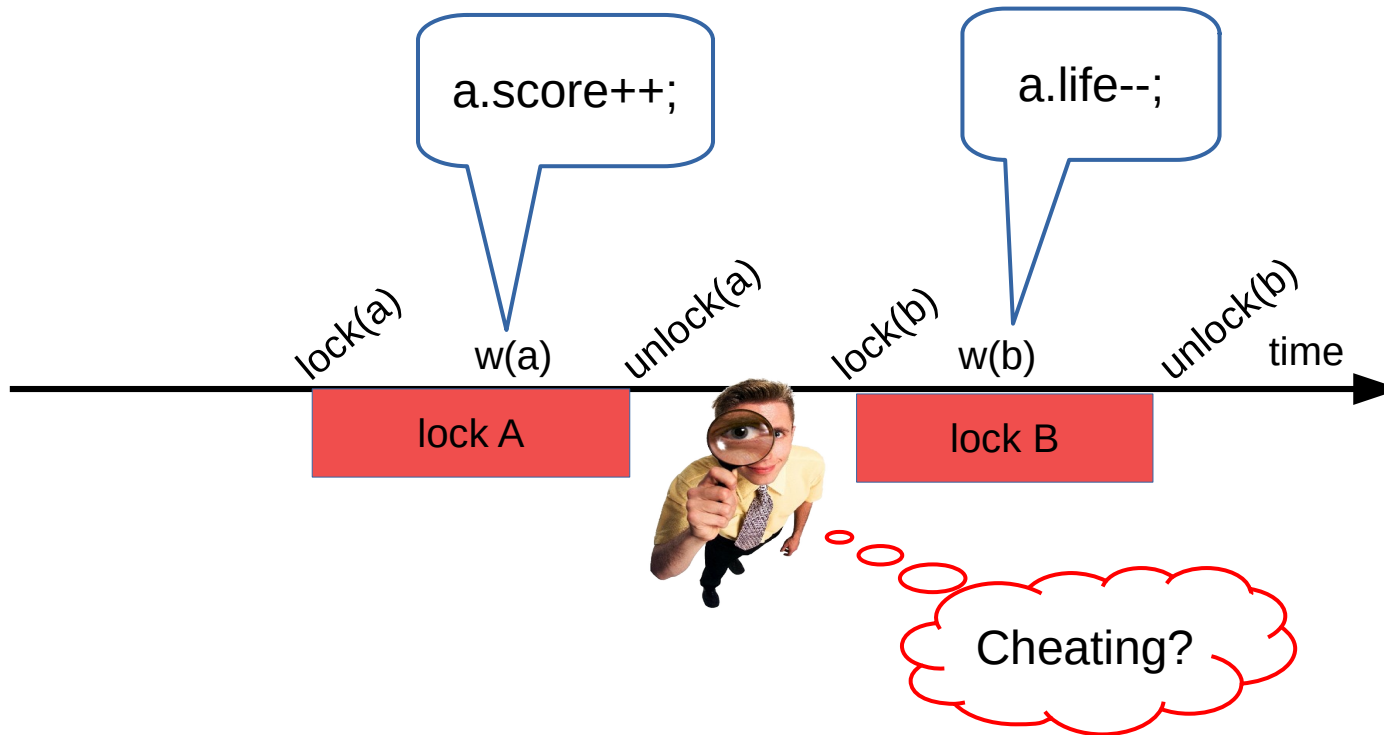 a.score++;
a.life--;
lock(a)
w(a)
unlock(a)
lock(b)
w(b)
unlock(b)
time
lock A
lock B
Cheating?